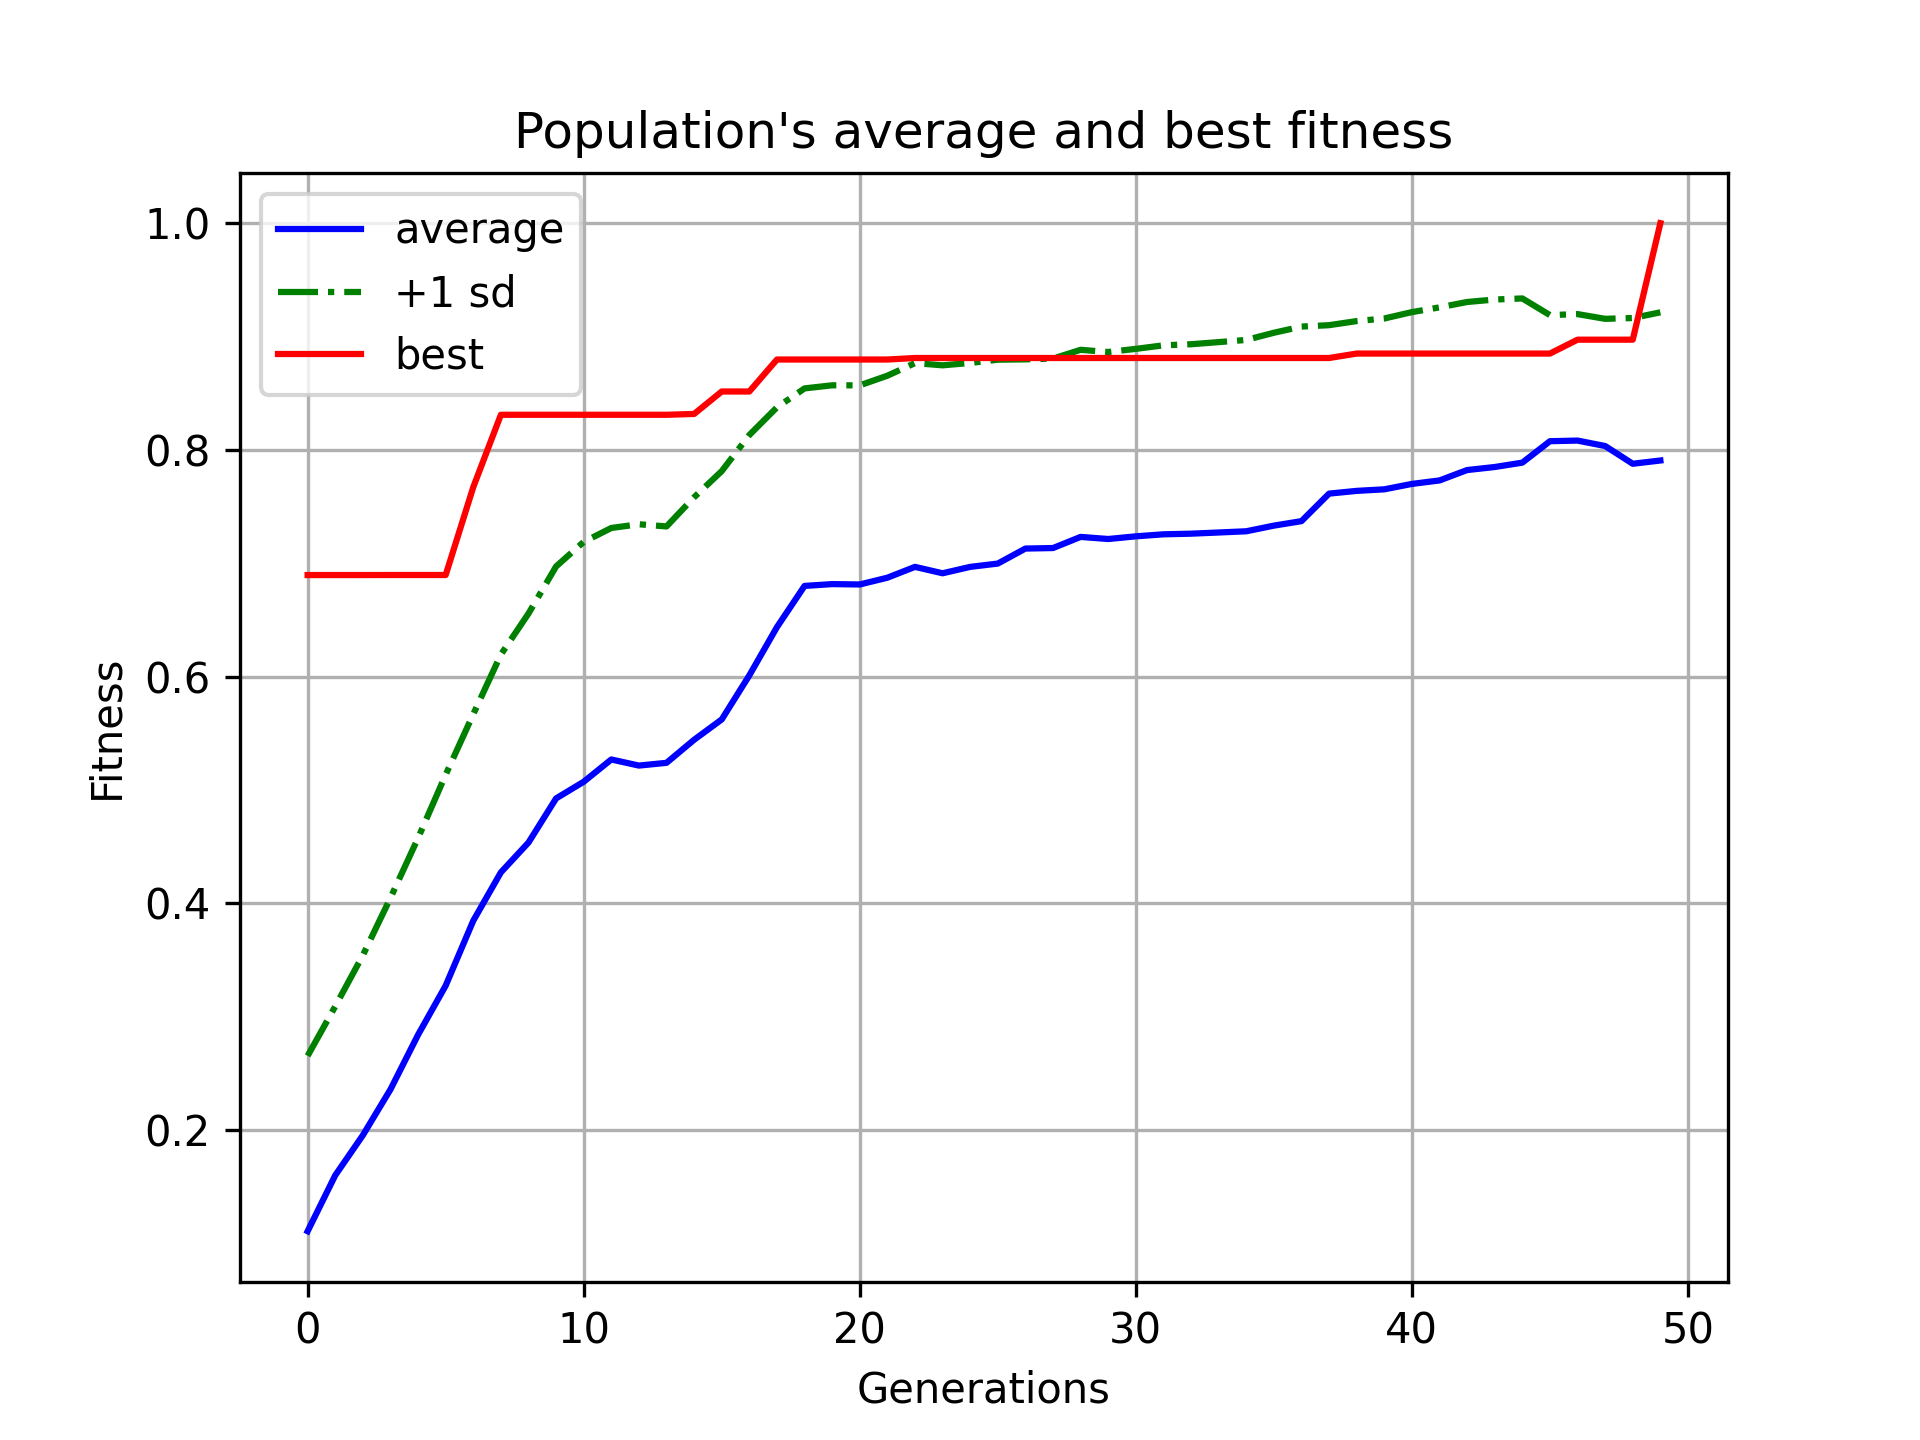 Population's average and best fitness
average
+1 sd
best
1.0
0.8
0.6
0.4
0.2
Fitness
0 10 20 30 40 50
Generations